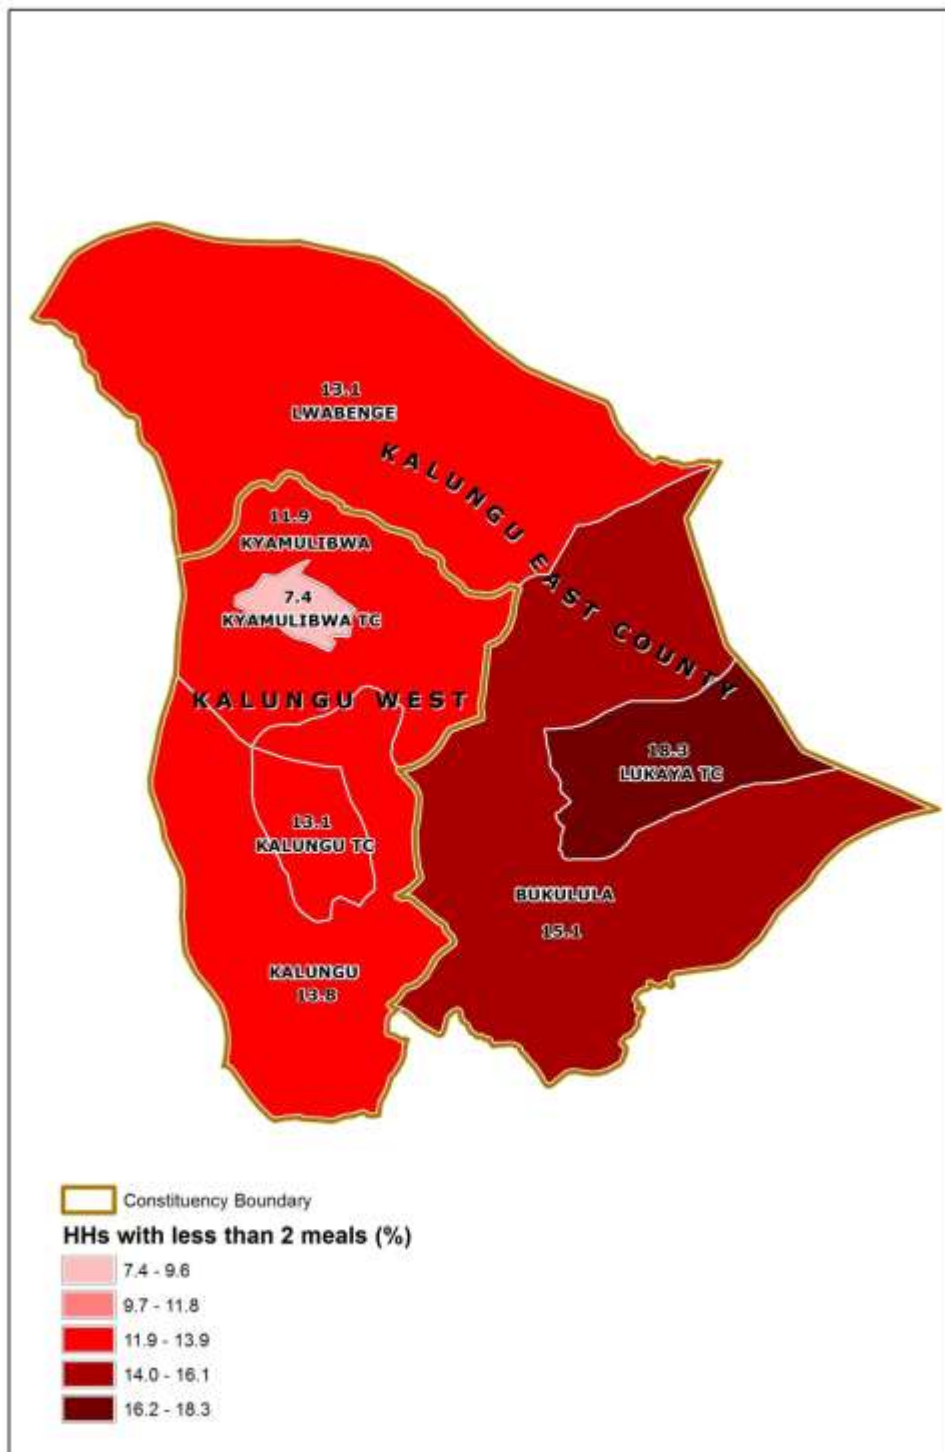 13.1
LWABENGE
KALUNGU EAST COUNTY
11.9
KYAMULIBWA
7.4
KYAMULIBWA TC
KALUNGU WEST
18.3
LUKAYA TC
13.1
KALUNGU TC
BUKULULA
15.1
KALUNGU
13.8
Constituency Boundary
HHs with less than 2 meals (%)
7.4 - 9.6
9.7 - 11.8
11.9 - 13.9
14.0 - 16.1
16.2 - 18.3